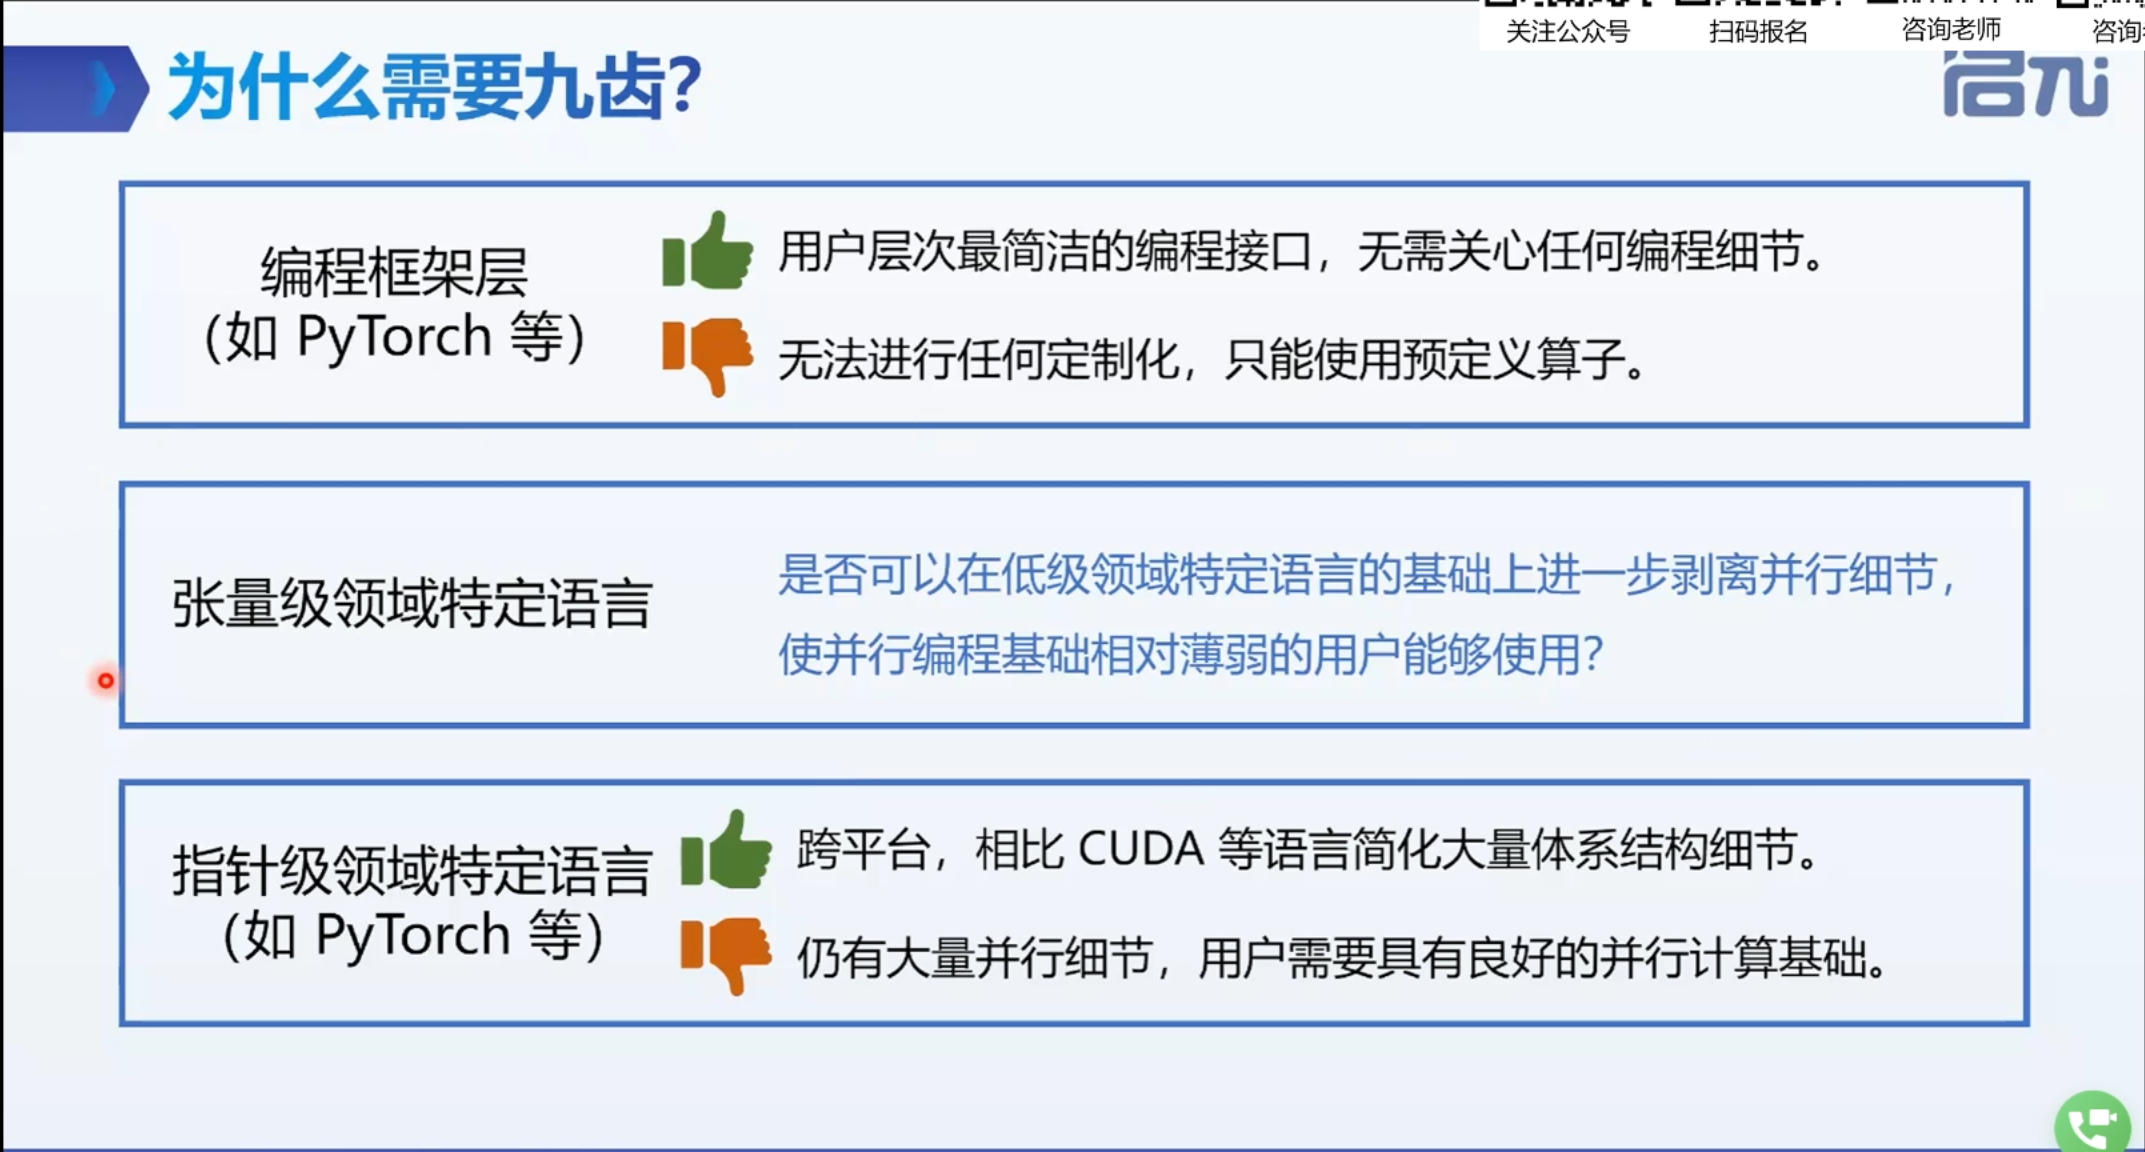 关注公众号
扫码报名
咨询老师
咨询
为什么需要九齿?
启元
编程框架层
(如 PyTorch 等)
用户层次最简洁的编程接口，无需关心任何编程细节。
无法进行任何定制化，只能使用预定义算子。
张量级领域特定语言
是否可以在低级领域特定语言的基础上进一步剥离并行细节，
使并行编程基础相对薄弱的用户能够使用?
指针级领域特定语言
(如 PyTorch 等)
跨平台，相比 CUDA 等语言简化大量体系结构细节。
仍有大量并行细节，用户需要具有良好的并行计算基础。